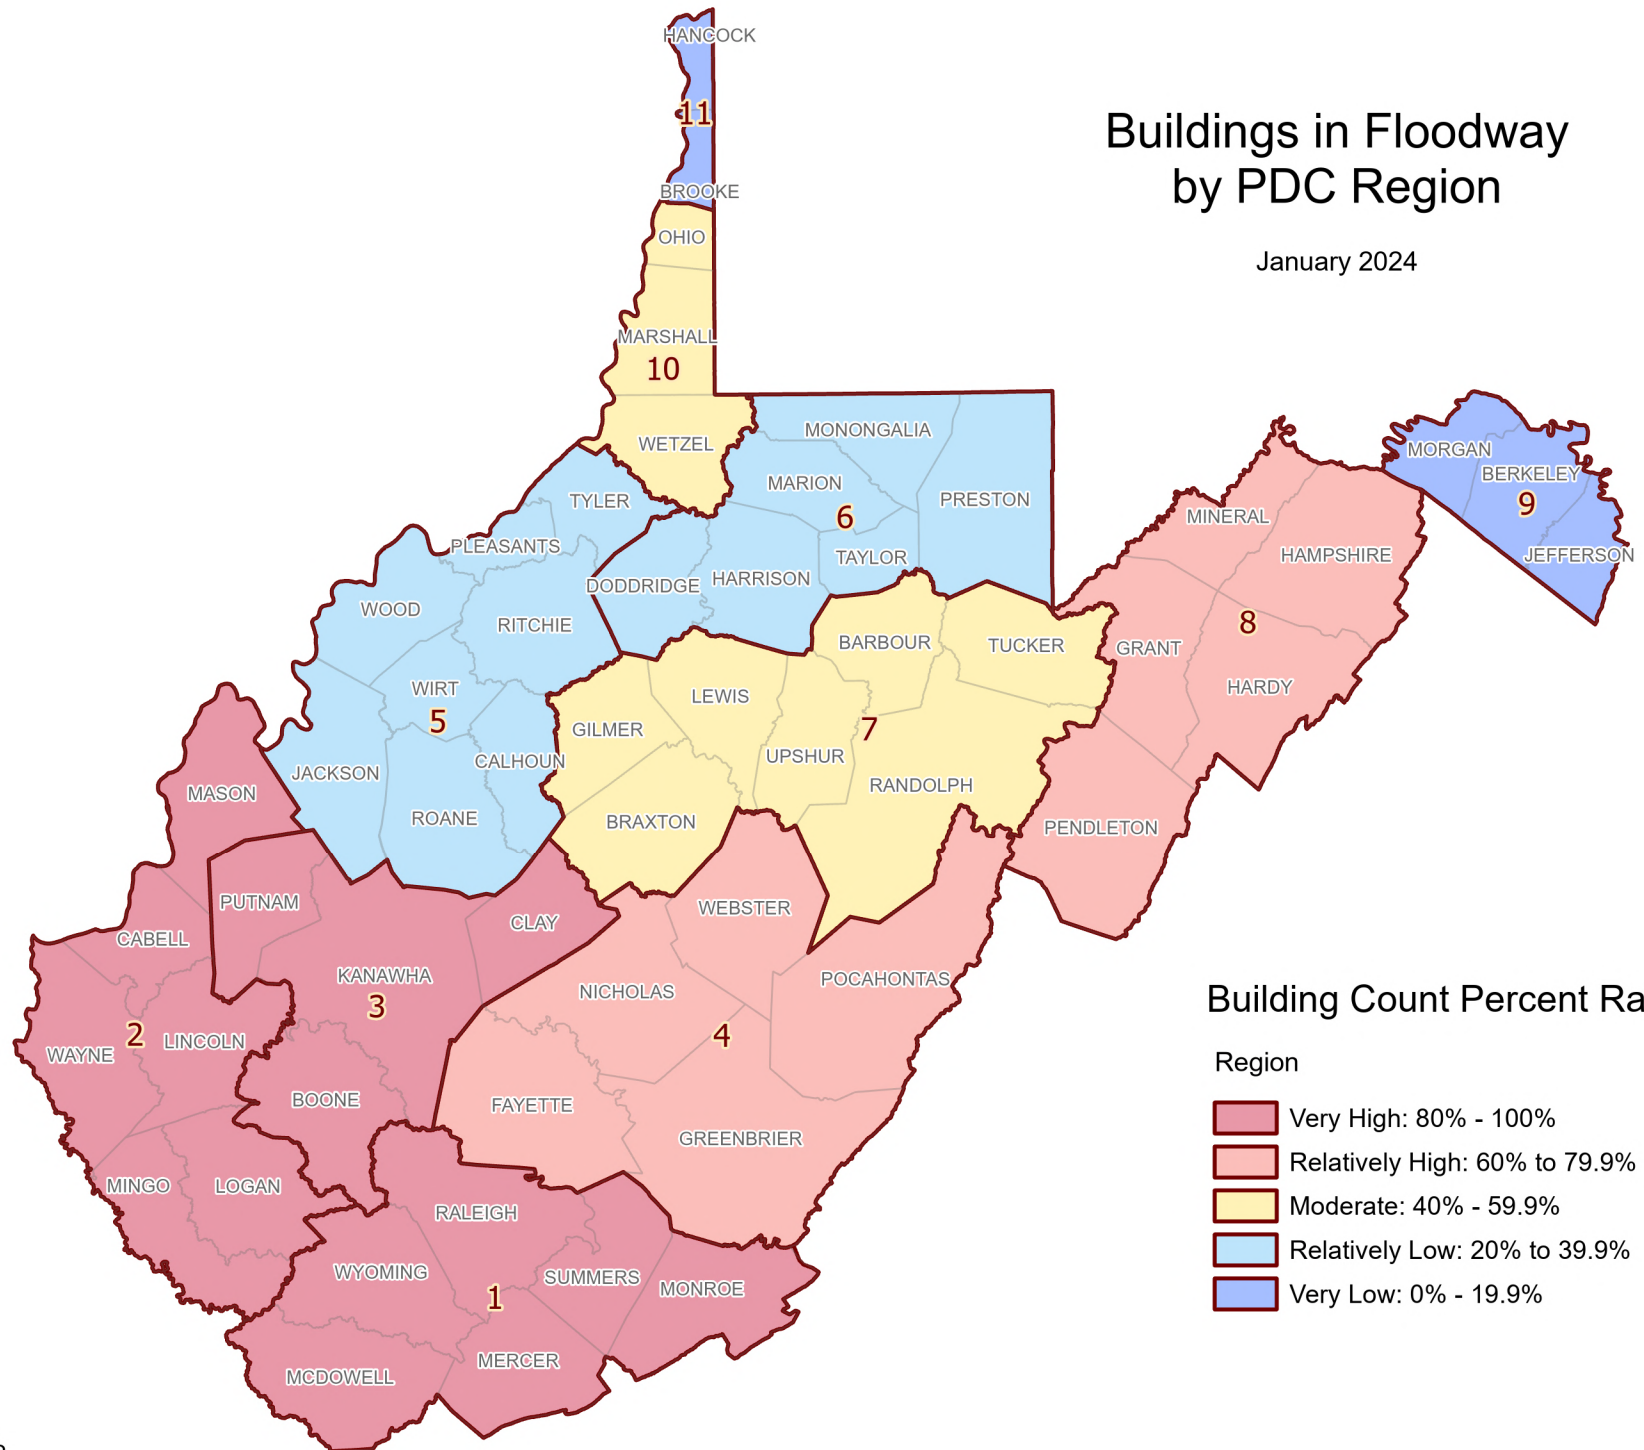 HANCOCK
11
BROOKE
OHIO
MARSHALL
10
WETZEL
Buildings in Floodway
by PDC Region
January 2024
MONONGALIA
MARION
6
PRESTON
TAYLOR
HARRISON
DODDRIDGE
TYLER
PLEASANTS
WOOD
RITCHIE
WIRT
5
JACKSON
CALHOUN
ROANE
MORGAN
BERKELEY
9
JEFFERSON
MINERAL
HAMPSHIRE
8
GRANT
HARDY
PENDLETON
BARBOUR
TUCKER
LEWIS
GILMER
7
UPSHUR
RANDOLPH
BRAXTON
MASON
PUTNAM
CABELL
CLAY
KANAWHA
3
2
WAYNE
LINCOLN
BOONE
MINGO
LOGAN
WEBSTER
POCAHONTAS
NICHOLAS
4
FAYETTE
GREENBRIER
RALEIGH
WYOMING
SUMMERS
MONROE
1
MERCER
MCDOWELL
Building Count Percent Ra
Region
Very High: 80% - 100%
Relatively High: 60% to 79.9%
Moderate: 40% - 59.9%
Relatively Low: 20% to 39.9%
Very Low: 0% - 19.9%